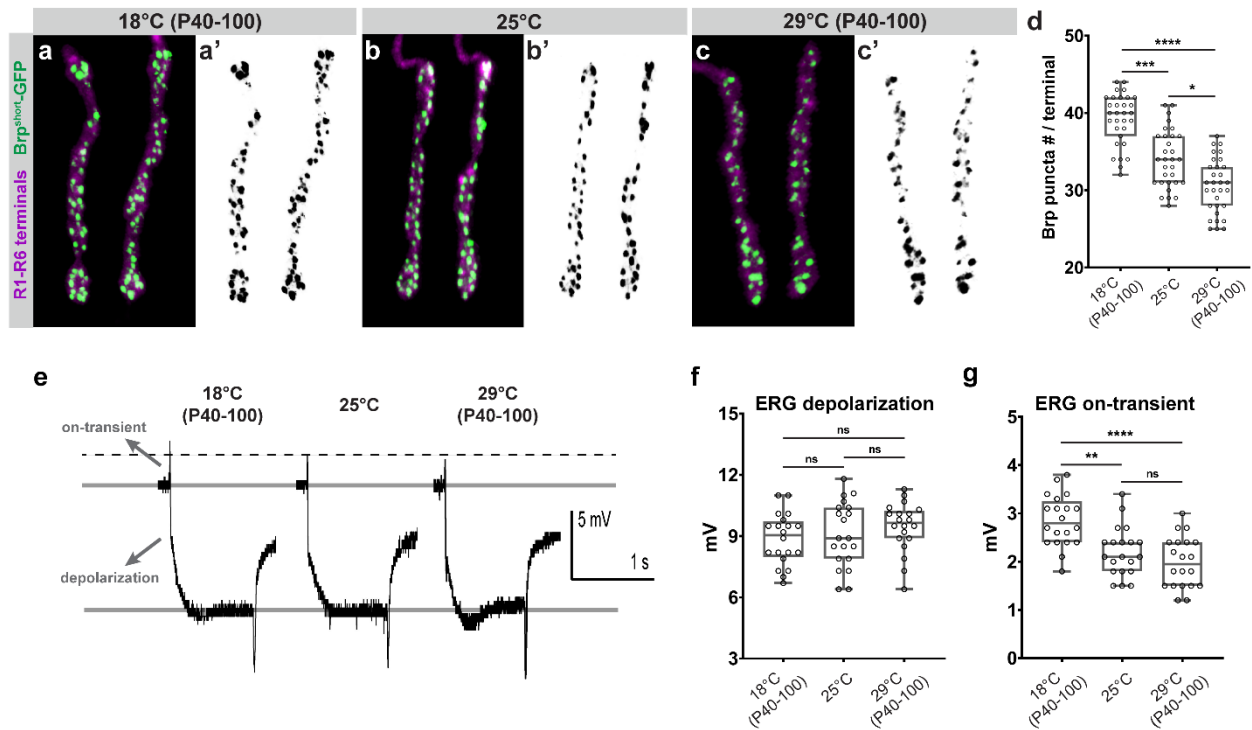 18°C (P40-100)
25°C
29°C (P40-100)
R1-R6 terminals Brpshort-GFP
a
a’
b
b’
c
c’
d
Brp puncta # / terminal
50
40
30
20
****
***
*
18°C
(P40-100)
25°C
29°C
(P40-100)
e
18°C
(P40-100)
25°C
29°C
(P40-100)
on-transient
depolarization
5 mV
1 s
f
ERG depolarization
mV
15
12
9
6
3
ns
ns
ns
18°C
(P40-100)
25°C
29°C
(P40-100)
g
ERG on-transient
mV
5
4
3
2
1
0
****
**
ns
18°C
(P40-100)
25°C
29°C
(P40-100)